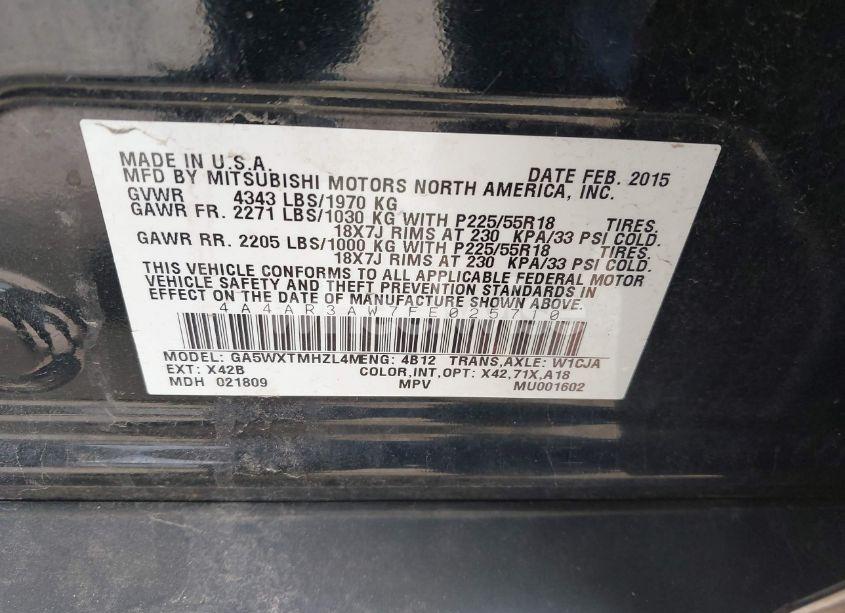 MADE IN U.S.A. DATE FEB. 2015
MFD BY MITSUBISHI MOTORS NORTH AMERICA, INC.
GVWR 4343 LBS/1970 KG
GAWR FR. 2271 LBS/1030 KG WITH P225/55R18 TIRES,
18X7J RIMS AT 230 KPA/33 PSI COLD.
GAWR RR. 2205 LBS/1000 KG WITH P225/55R18 TIRES,
18X7J RIMS AT 230 KPA/33 PSI COLD.
THIS VEHICLE CONFORMS TO ALL APPLICABLE FEDERAL MOTOR
VEHICLE SAFETY AND THEFT PREVENTION STANDARDS IN
EFFECT ON THE DATE OF MANUFACTURE SHOWN ABOVE.
4A4AR3AW7FE025710
MODEL: GA5WXTMHZL4M ENG: 4B12 TRANS,AXLE: W1CJA
EXT: X42B COLOR,INT,OPT: X42,71X,A18
MDH 021809 MPV MU001602